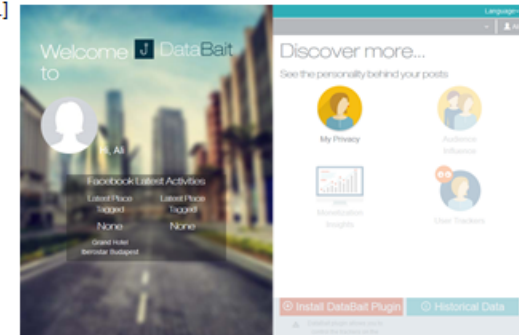 ]
Language
Welcome DataBait
to
Hi, Ali
Facebook Latest Activities
Latest Place Latest Place
Tagged Tagged
None None
Grand Hotel
Iberostar Budapest
Discover more...
See the personality behind your posts
My Privacy
Audience
Influence
Monetization
Insights
User Trackers
Install DataBait Plugin
Historical Data